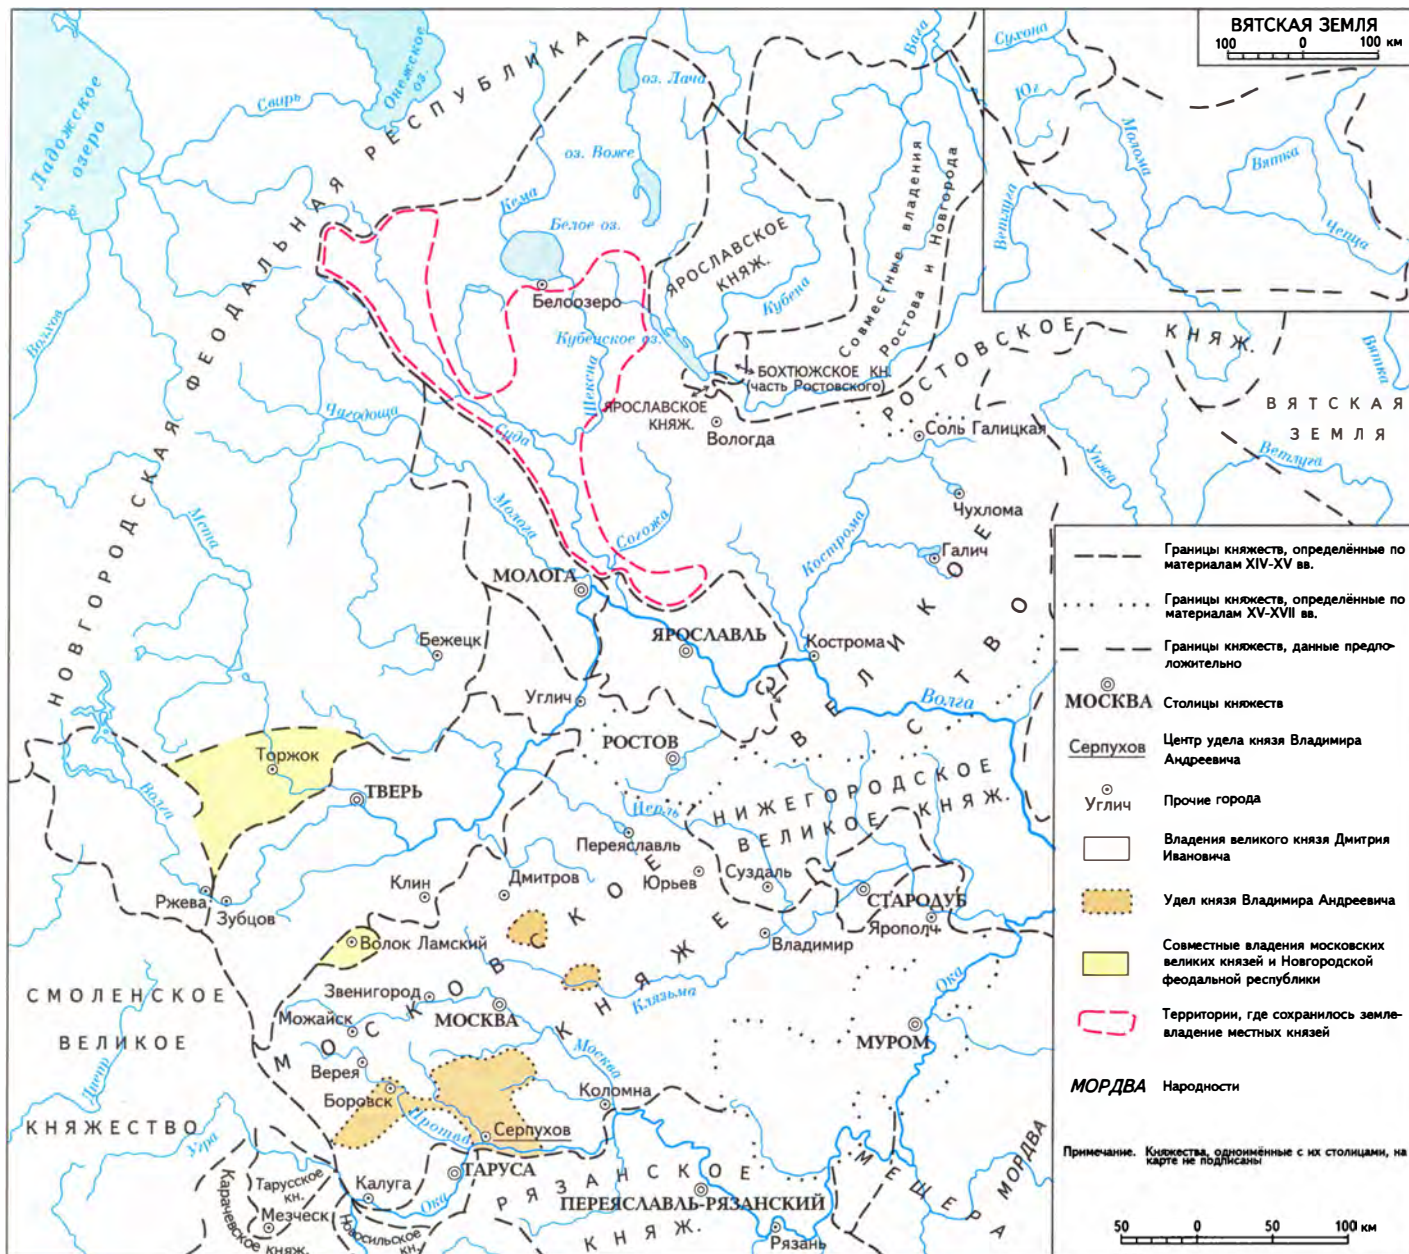 ВЯТСКАЯ ЗЕМЛЯ
100 0 100 км
Сухона
Юг
Молома
Вятка
Чепца
Ветлуга
Вага
Ладожское
озеро
Онежское
оз.
Свирь
НОВГОРОДСКАЯ ФЕОДАЛЬНАЯ РЕСПУБЛИКА
оз. Лача
оз. Воже
Кема
Белое оз.
Белоозеро
Кубенское оз.
ЯРОСЛАВСКОЕ
КНЯЖ.
Кубена
Совместные владения
Ростова и Новгорода
БОХТЮЖСКОЕ КН.
(часть Ростовского)
ЯРОСЛАВСКОЕ
КНЯЖ.
Вологда
РОСТОВСКОЕ КНЯЖ.
Соль Галицкая
Вятка
ВЯТСКАЯ
ЗЕМЛЯ
Ветлуга
Унжа
Волхов
Чагодоща
Суда
Шексна
Молога
Согожа
Мста
Кострома
Чухлома
Галич
МОЛОГА
Бежецк
ЯРОСЛАВЛЬ
Кострома
Углич
РОСТОВ
Волга
ВЕЛИКОЕ
КНЯЖЕСТВО
МОСКОВСКОЕ
Торжок
Волга
ТВЕРЬ
Нерль
НИЖЕГОРОДСКОЕ
ВЕЛИКОЕ КНЯЖ.
Переяславль
Юрьев
Суздаль
Ржева
Зубцов
Клин
Дмитров
СТАРОДУБ
Ярополч
Владимир
Волок Ламский
Клязьма
Ока
СМОЛЕНСКОЕ
ВЕЛИКОЕ
КНЯЖЕСТВО
Днепр
Звенигород
Можайск
МОСКВА
Москва
МУРОМ
Верея
Боровск
Коломна
Протва
Серпухов
Угра
Карачевское княж.
Тарусское
кн.
Мезческ
Калуга
Новосильское
кн.
ТАРУСА
Ока
РЯЗАНСКОЕ
КНЯЖ.
ПЕРЕЯСЛАВЛЬ-РЯЗАНСКИЙ
Рязань
МЕЩЕРА
МОРДВА
Границы княжеств, определённые по
материалам XIV-XV вв.
Границы княжеств, определённые по
материалам XV-XVII вв.
Границы княжеств, данные предпо-
ложительно
МОСКВА Столицы княжеств
Серпухов Центр удела князя Владимира
Андреевича
Углич Прочие города
Владения великого князя Дмитрия
Ивановича
Удел князя Владимира Андреевича
Совместные владения московских
великих князей и Новгородской
феодальной республики
Территории, где сохранилось земле-
владение местных князей
МОРДВА Народности
Примечание. Княжества, одноимённые с их столицами, на
карте не подписаны
50 0 50 100 км